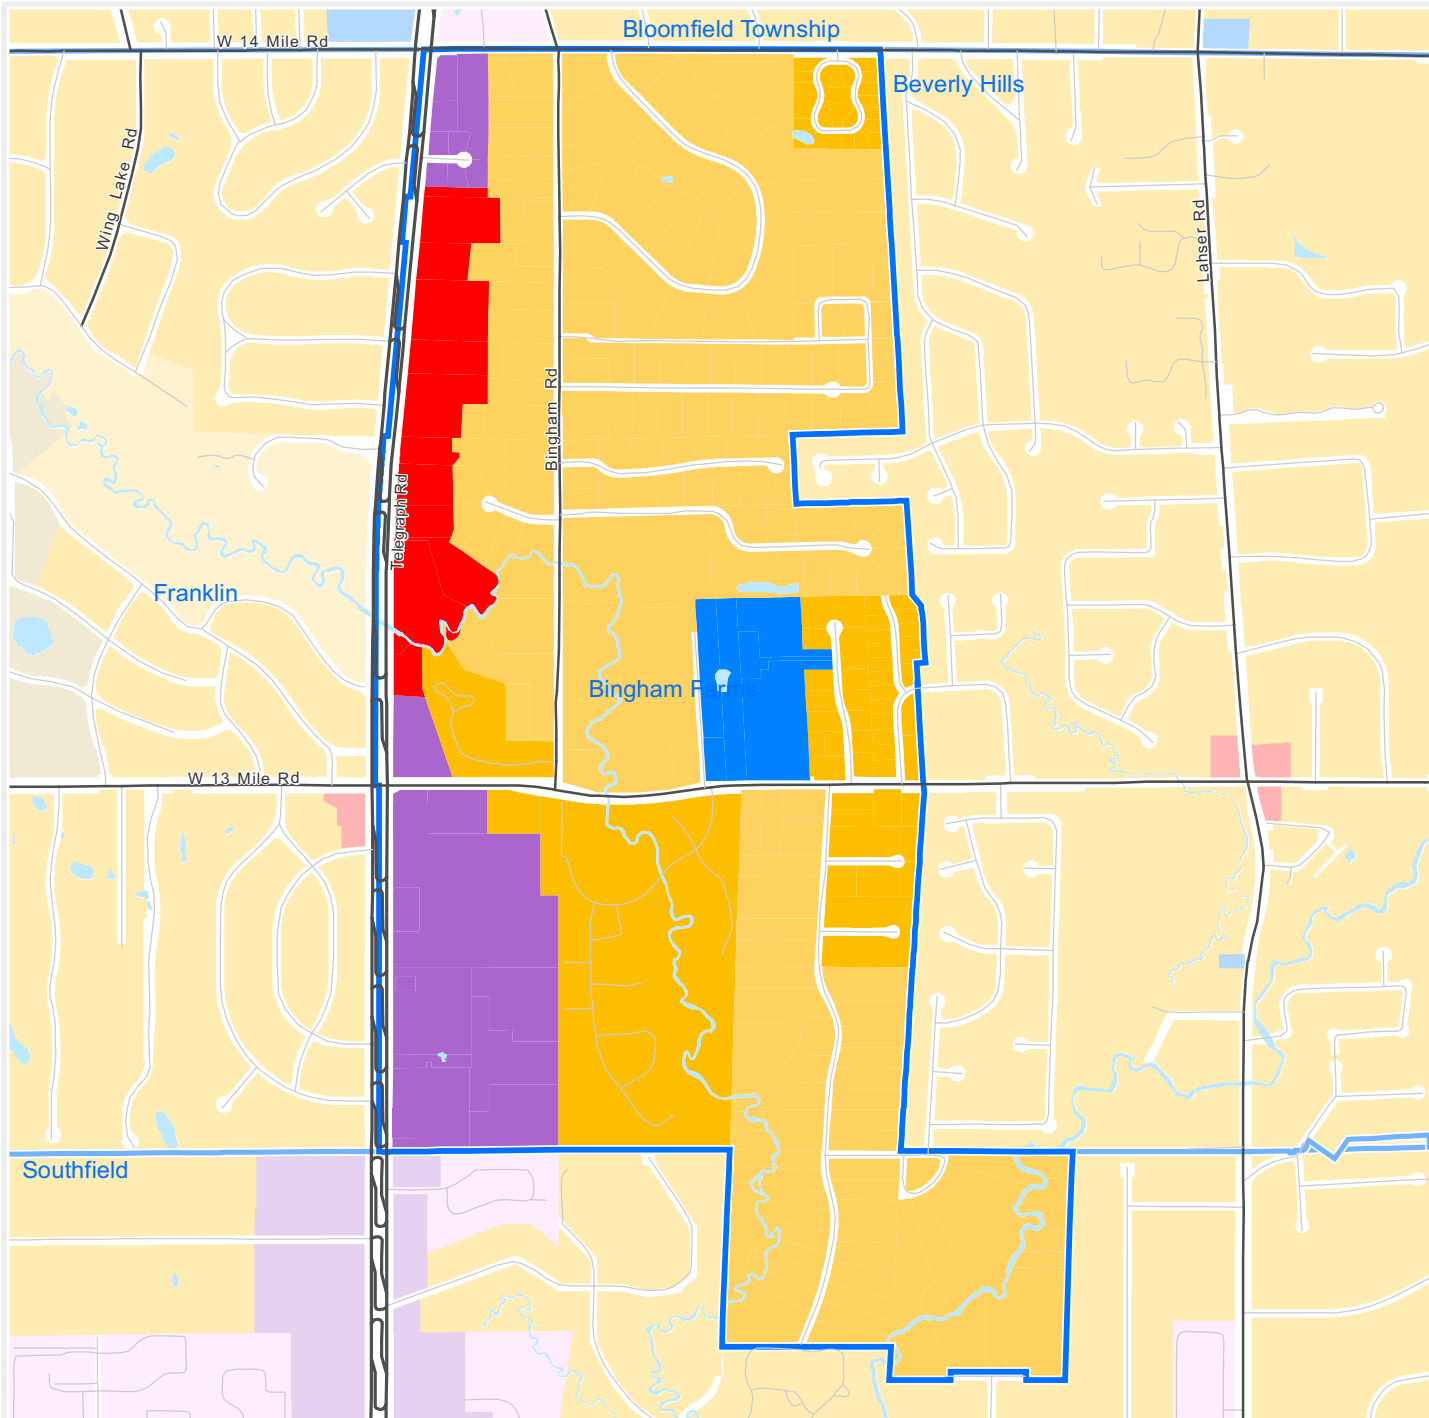 Bloomfield Township
W 14 Mile Rd
Beverly Hills
Wing Lake Rd
Lahser Rd
Bingham Rd
Telegraph Rd
Franklin
Bingham Farms
W 13 Mile Rd
Southfield